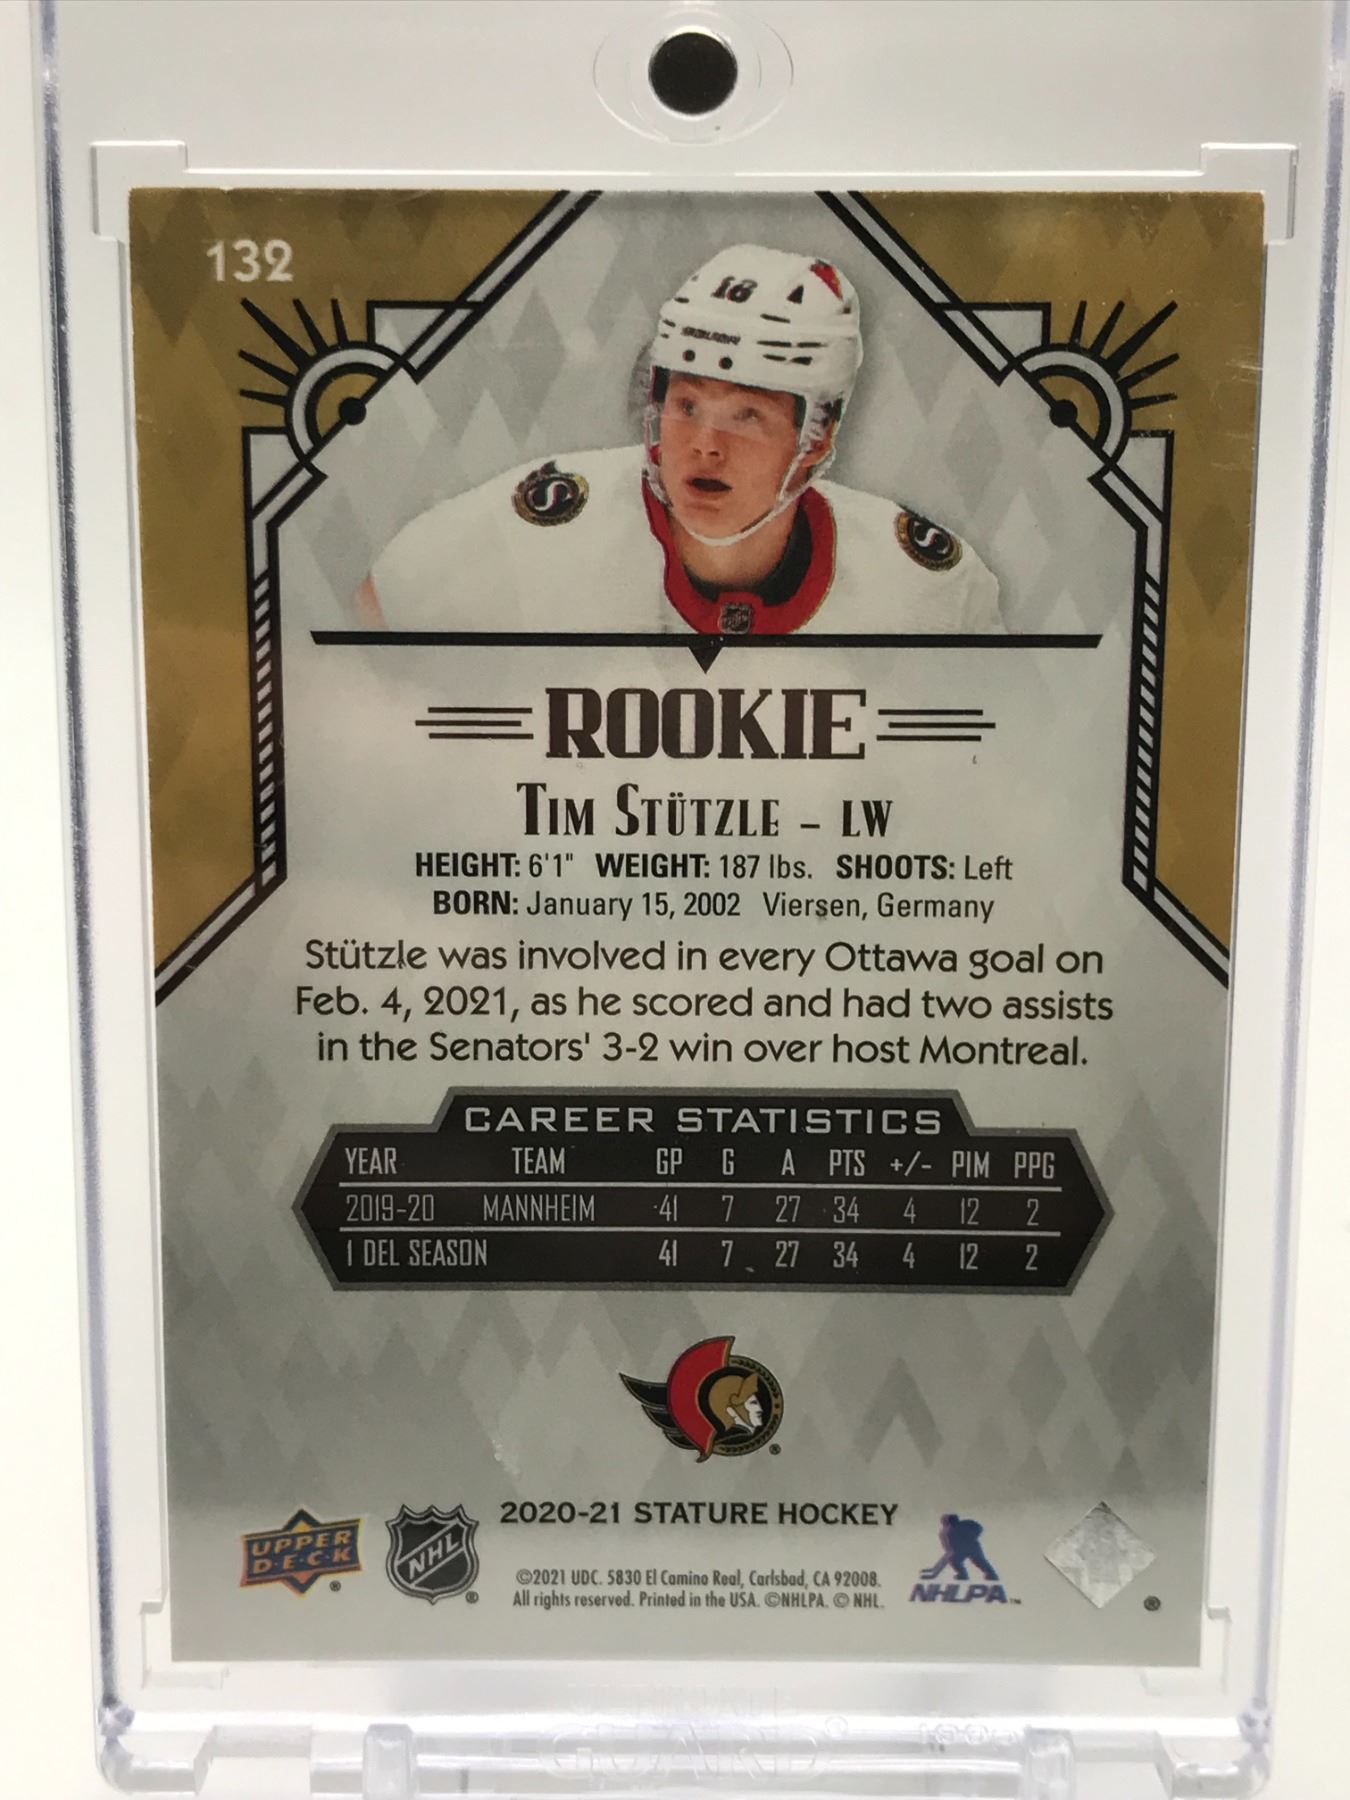 132
18
BAUER
ROOKIE
TIM STÜTZLE – LW
HEIGHT: 6'1" WEIGHT: 187 lbs. SHOOTS: Left
BORN: January 15, 2002 Viersen, Germany
Stützle was involved in every Ottawa goal on
Feb. 4, 2021, as he scored and had two assists
in the Senators' 3-2 win over host Montreal.
CAREER STATISTICS
YEAR TEAM GP G A PTS +/- PIM PPG
2019-20 MANNHEIM 41 7 27 34 4 12 2
1 DEL SEASON 41 7 27 34 4 12 2
®
2020-21 STATURE HOCKEY
UPPER DECK ®
NHL ®
©2021 UDC. 5830 El Camino Real, Carlsbad, CA 92008.
All rights reserved. Printed in the USA. ©NHLPA. © NHL.
NHLPA™
®
GUARD